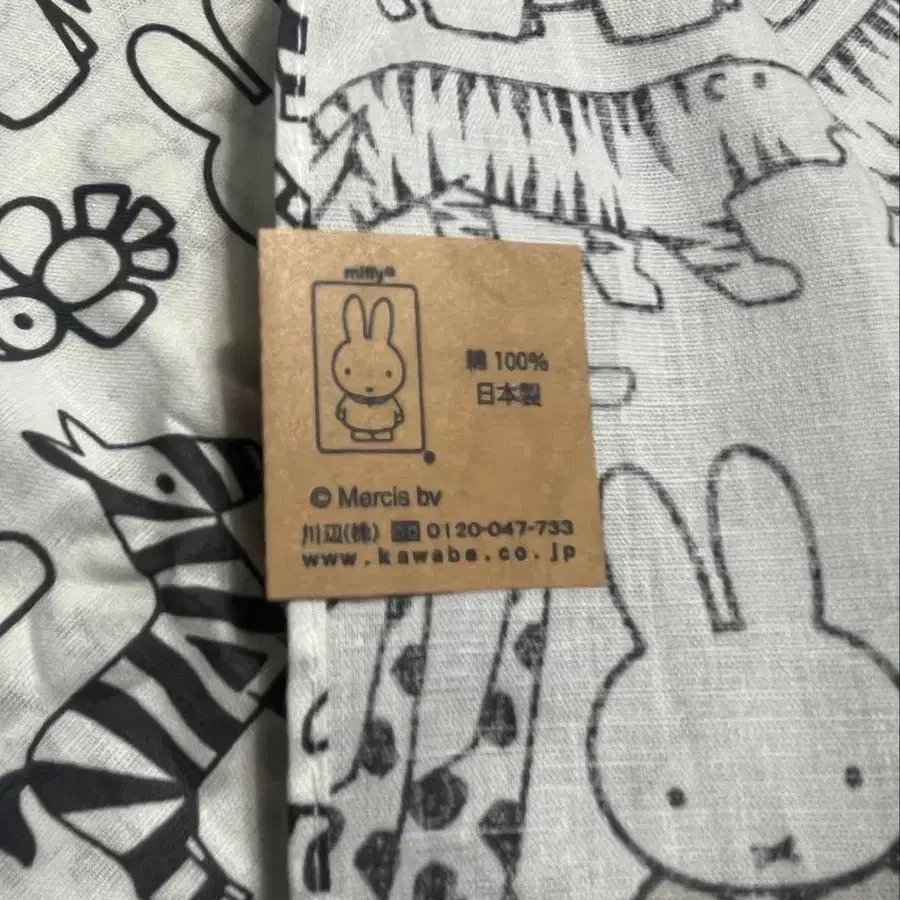 miffy®
綿 100%
日本製
© Mercis bv
川辺(株) 0120-047-733
www.kawabe.co.jp